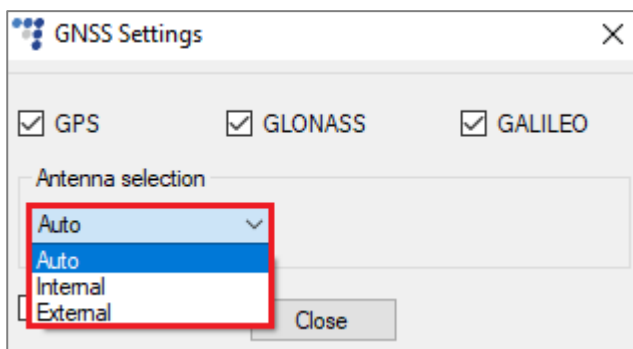 GNSS Settings
GPS GLONASS GALILEO
Antenna selection
Auto
Auto
Internal
External
Close